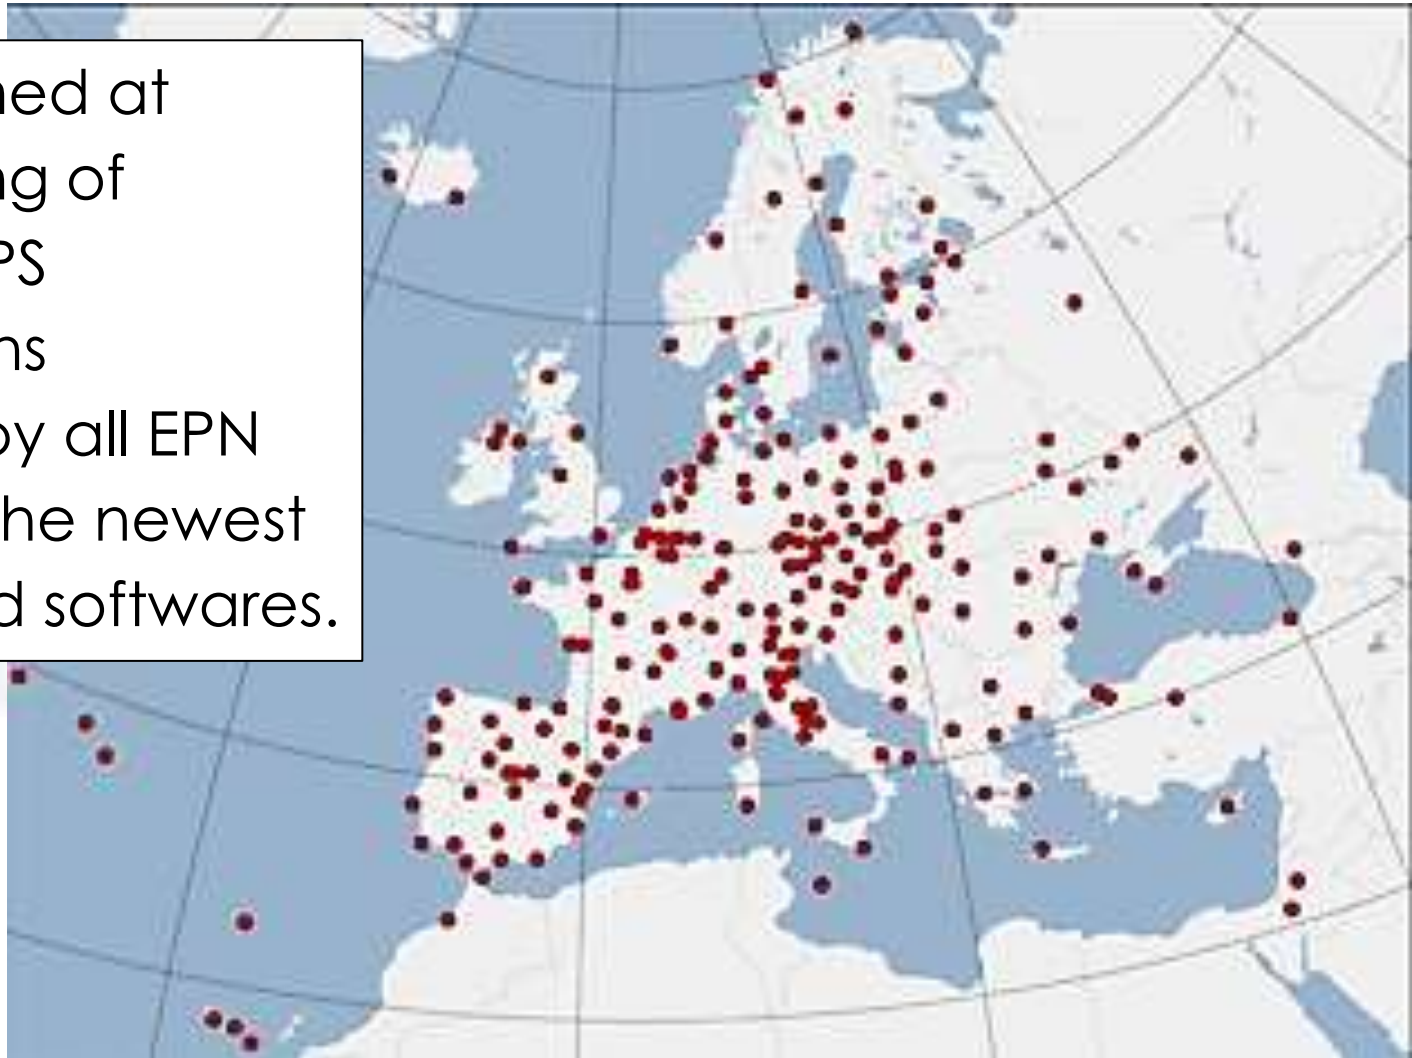 ned at
ng of
PS
ns
by all EPN
he newest
d softwares.